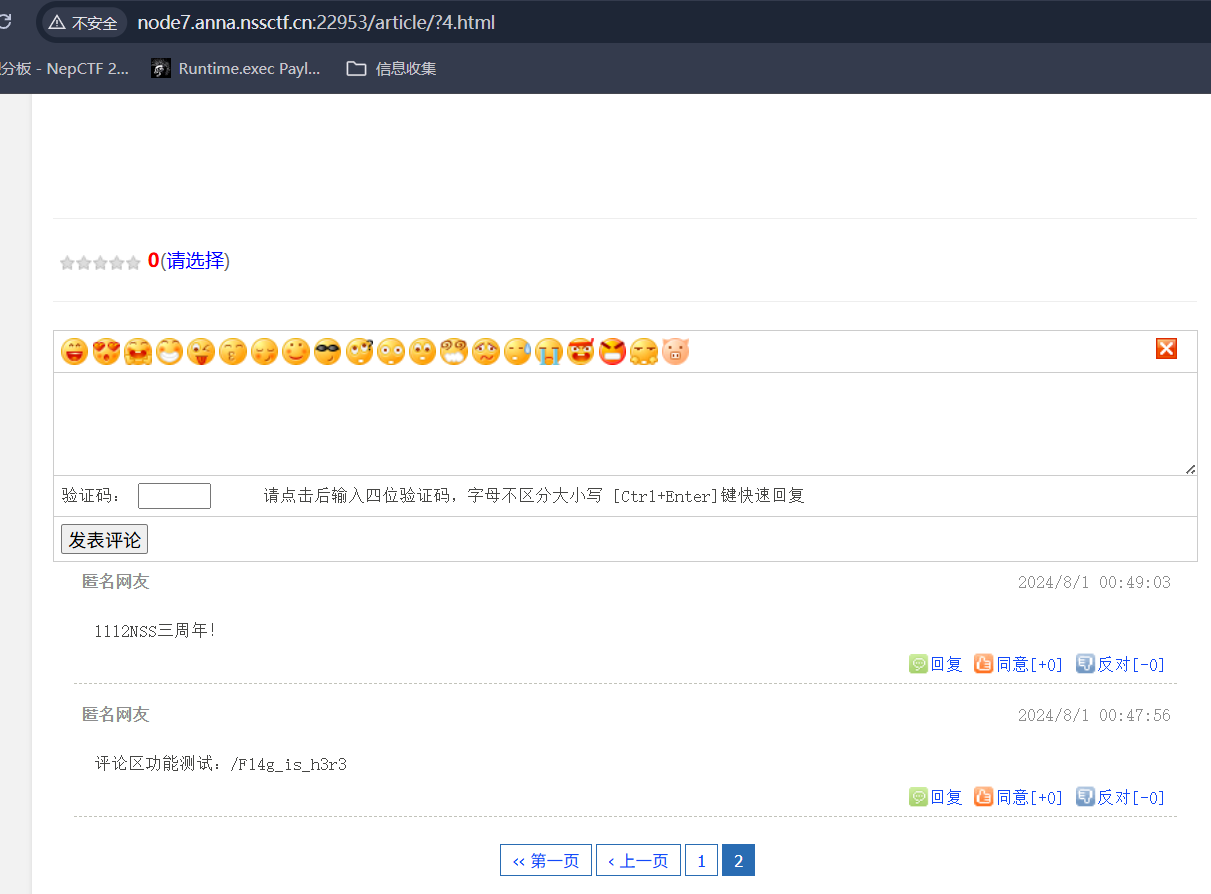 不安全 node7.anna.nssctf.cn:22953/article/?4.html
分板 - NepCTF 2... Runtime.exec Payl... 信息收集
0(请选择)
验证码： 请点击后输入四位验证码，字母不区分大小写 [Ctrl+Enter]键快速回复
发表评论
匿名网友 2024/8/1 00:49:03
1112NSS三周年！
回复 同意[+0] 反对[-0]
匿名网友 2024/8/1 00:47:56
评论区功能测试：/Fl4g_is_h3r3
回复 同意[+0] 反对[-0]
‹‹ 第一页 ‹ 上一页 1 2